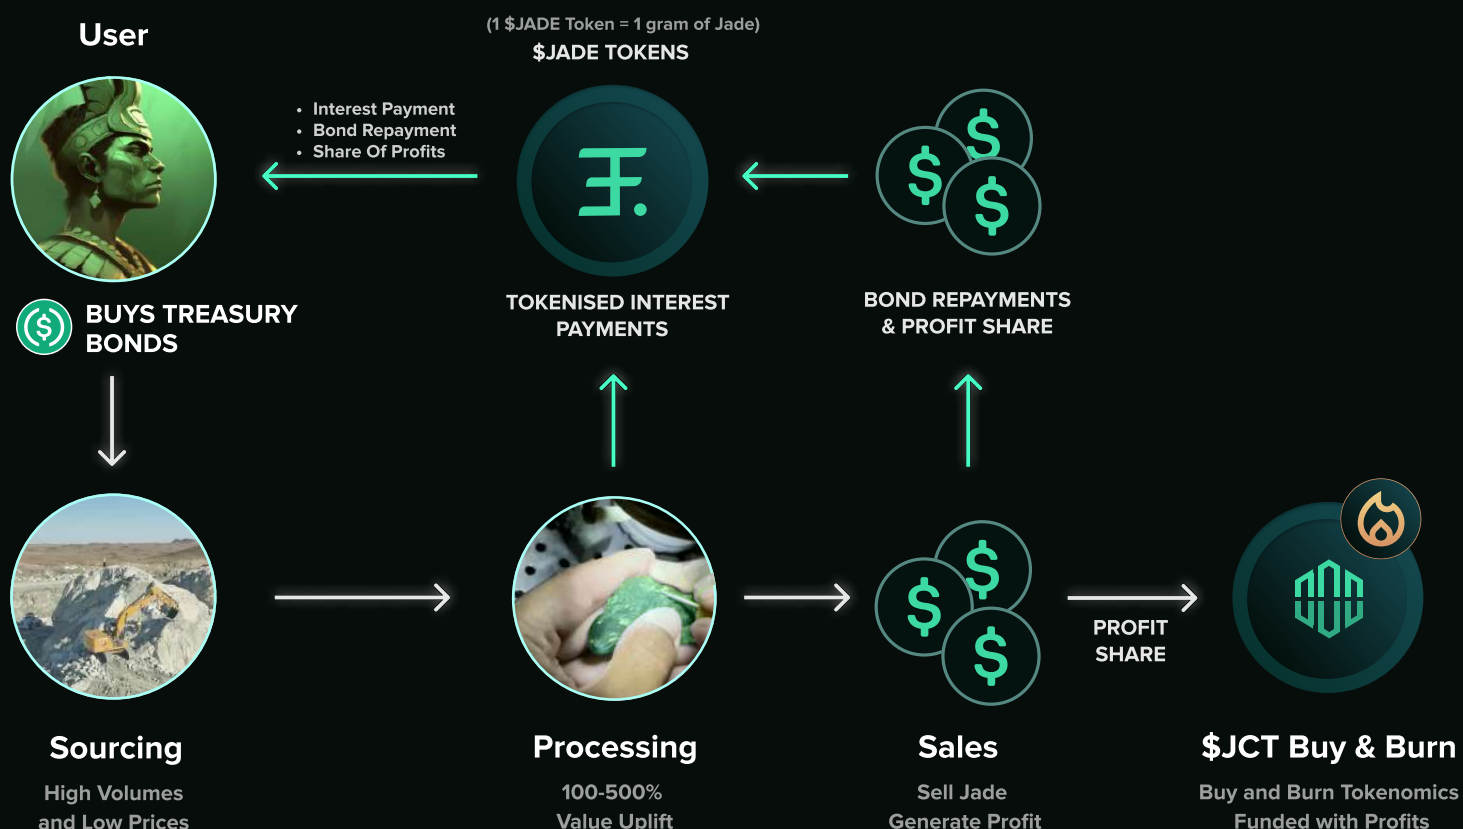 User
(1 $JADE Token = 1 gram of Jade)
$JADE TOKENS
• Interest Payment
• Bond Repayment
• Share Of Profits
BUYS TREASURY
BONDS
TOKENISED INTEREST
PAYMENTS
BOND REPAYMENTS
& PROFIT SHARE
PROFIT
SHARE
Sourcing
High Volumes
and Low Prices
Processing
100-500%
Value Uplift
Sales
Sell Jade
Generate Profit
$JCT Buy & Burn
Buy and Burn Tokenomics
Funded with Profits